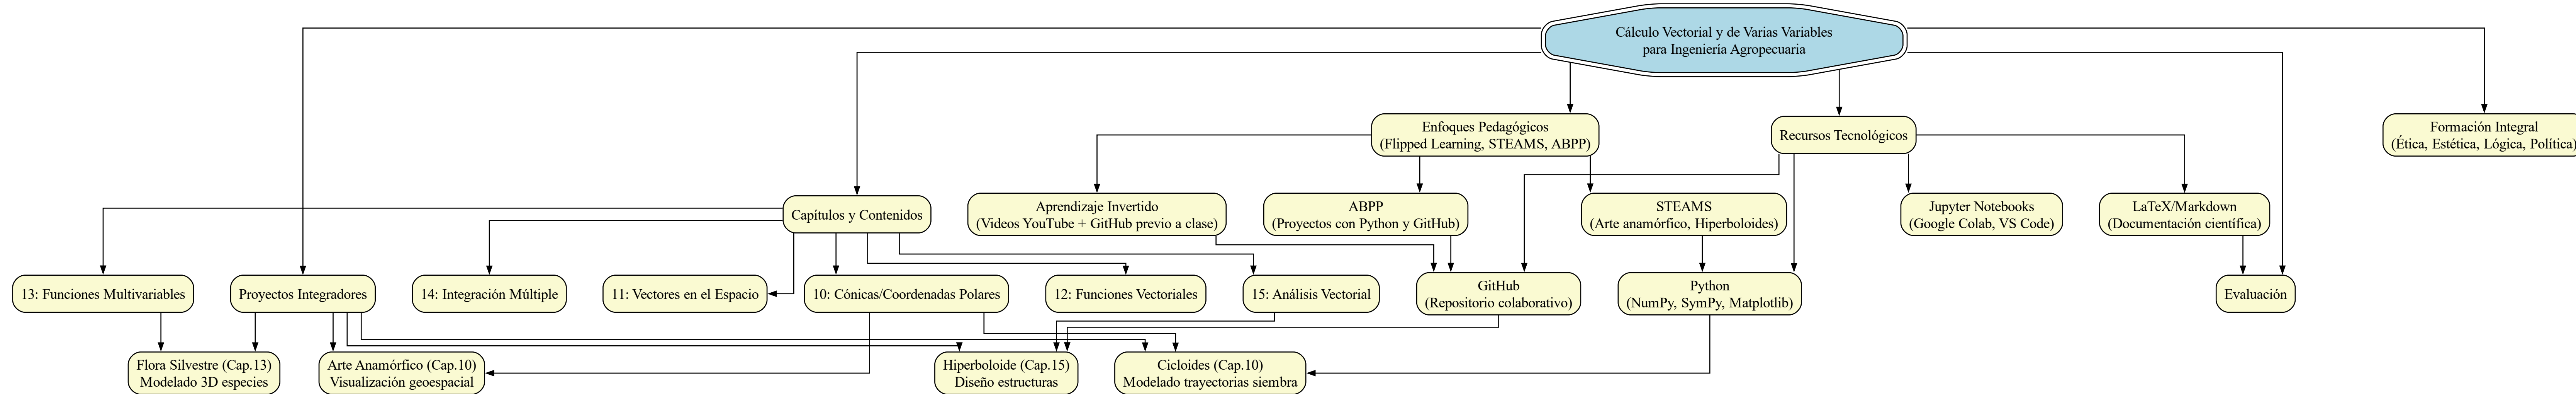 Cálculo Vectorial y de Varias Variables
para Ingeniería Agropecuaria
Enfoques Pedagógicos
(Flipped Learning, STEAMS, ABPP)
Recursos Tecnológicos
Formación Integral
(Ética, Estética, Lógica, Política)
Capítulos y Contenidos
Aprendizaje Invertido
(Videos YouTube + GitHub previo a clase)
ABPP
(Proyectos con Python y GitHub)
STEAMS
(Arte anamórfico, Hiperboloides)
Jupyter Notebooks
(Google Colab, VS Code)
LaTeX/Markdown
(Documentación científica)
13: Funciones Multivariables
Proyectos Integradores
14: Integración Múltiple
11: Vectores en el Espacio
10: Cónicas/Coordenadas Polares
12: Funciones Vectoriales
15: Análisis Vectorial
GitHub
(Repositorio colaborativo)
Python
(NumPy, SymPy, Matplotlib)
Evaluación
Flora Silvestre (Cap.13)
Modelado 3D especies
Arte Anamórfico (Cap.10)
Visualización geoespacial
Hiperboloide (Cap.15)
Diseño estructuras
Cicloides (Cap.10)
Modelado trayectorias siembra